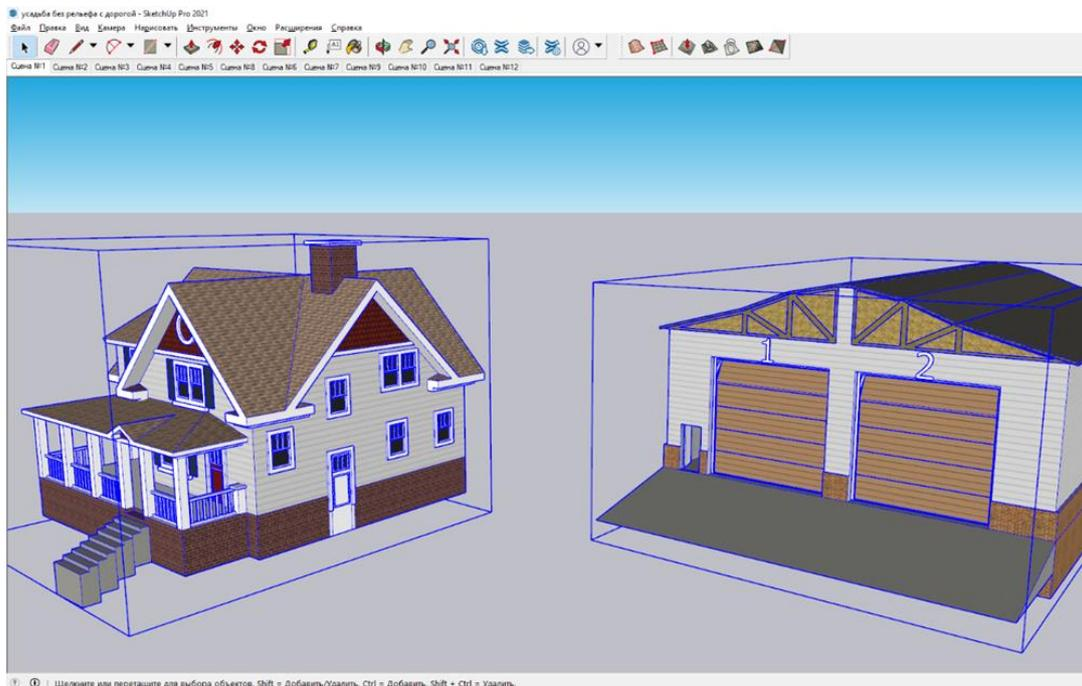 усадьба без рельефа с дорогой - SketchUp Pro 2021
Файл Правка Вид Камера Нарисовать Инструменты Окно Расширения Справка
Сцена №1 Сцена №2 Сцена №3 Сцена №4 Сцена №5 Сцена №8 Сцена №6 Сцена №7 Сцена №9 Сцена №10 Сцена №11 Сцена №12
1
2
Щелкните или перетащите для выбора объектов. Shift = Добавить/Удалить. Ctrl = Добавить. Shift + Ctrl = Удалить.